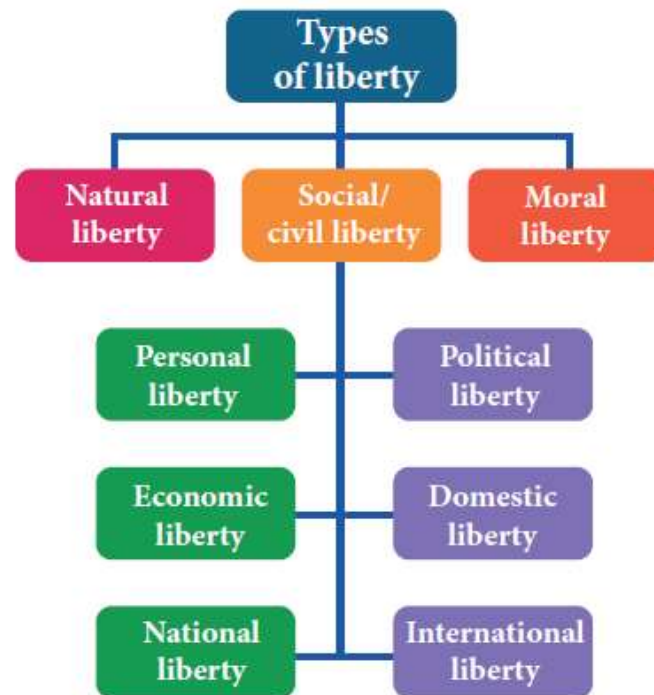 Types
of liberty
Natural
liberty
Social/
civil liberty
Moral
liberty
Personal
liberty
Political
liberty
Economic
liberty
Domestic
liberty
National
liberty
International
liberty